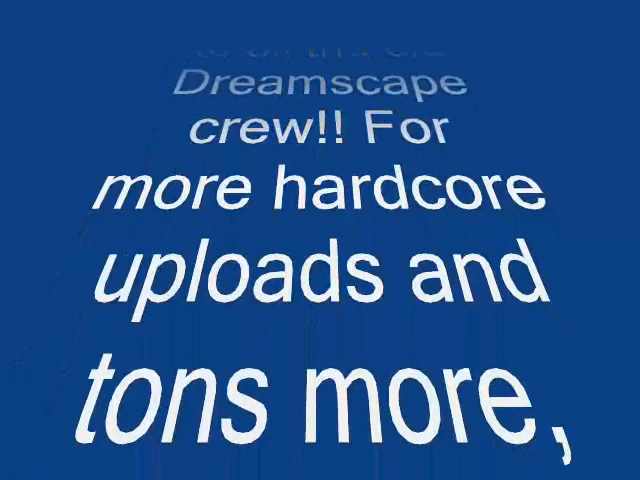 Dreamscape
crew!! For
more hardcore
uploads and
tons more,